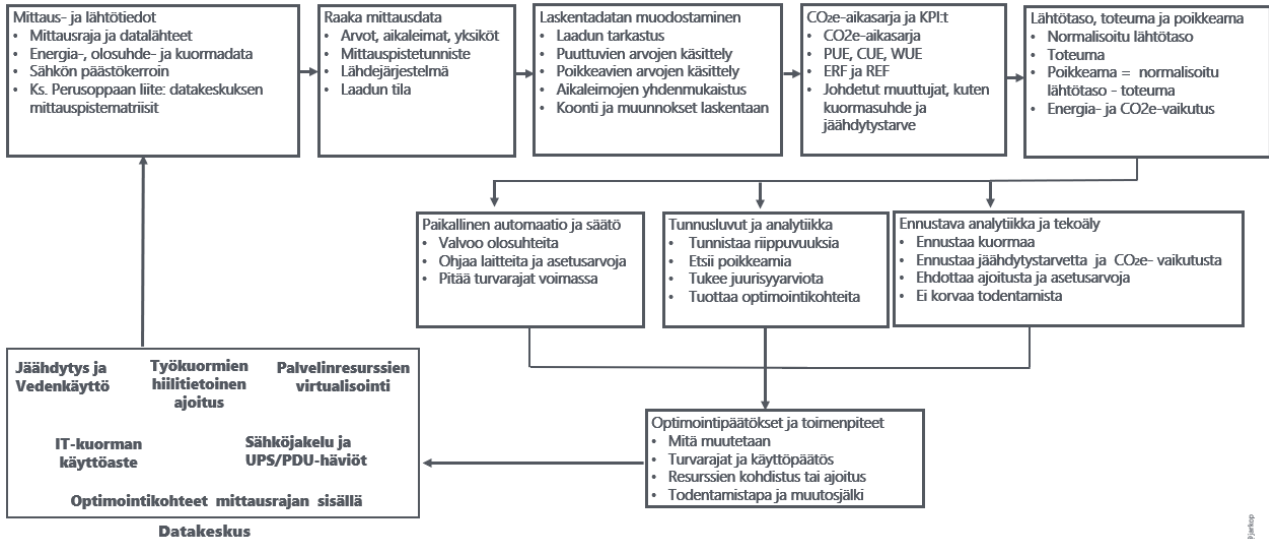 Mittaus- ja lähtötiedot
• Mittausraja ja datalähteet
• Energia-, olosuhde- ja kuormadata
• Sähkön päästökerroin
• Ks. Perusoppaan liite: datakeskuksen
mittauspistematriisit
Raaka mittausdata
• Arvot, aikaleimat, yksiköt
• Mittauspistetunniste
• Lähdejärjestelmä
• Laadun tila
Laskentadatan muodostaminen
• Laadun tarkastus
• Puuttuvien arvojen käsittely
• Poikkeavien arvojen käsittely
• Aikaleimojen yhdenmukaistus
• Koonti ja muunnokset laskentaan
CO2e-aikasarja ja KPI:t
• CO2e-aikasarja
• PUE, CUE, WUE
• ERF ja REF
• Johdetut muuttujat, kuten
kuormasuhde ja
jäähdytystarve
Lähtötaso, toteuma ja poikkeama
• Normalisoitu lähtötaso
• Toteuma
• Poikkeama = normalisoitu
lähtötaso - toteuma
• Energia- ja CO2e-vaikutus
Paikallinen automaatio ja säätö
• Valvoo olosuhteita
• Ohjaa laitteita ja asetusarvoja
• Pitää turvarajat voimassa
Tunnusluvut ja analytiikka
• Tunnistaa riippuvuuksia
• Etsii poikkeamia
• Tukee juurisyyarviota
• Tuottaa optimointikohteita
Ennustava analytiikka ja tekoäly
• Ennustaa kuormaa
• Ennustaa jäähdytystarvetta ja CO2e- vaikutusta
• Ehdottaa ajoitusta ja asetusarvoja
• Ei korvaa todentamista
Jäähdytys ja
Vedenkäyttö
Työkuormien
hiilitietoinen
ajoitus
Palvelinresurssien
virtualisointi
IT-kuorman
käyttöaste
Sähköjakelu ja
UPS/PDU-häviöt
Optimointikohteet mittausrajan sisällä
Datakeskus
Optimointipäätökset ja toimenpiteet
• Mitä muutetaan
• Turvarajat ja käyttöpäätös
• Resurssien kohdistus tai ajoitus
• Todentamistapa ja muutosjälki